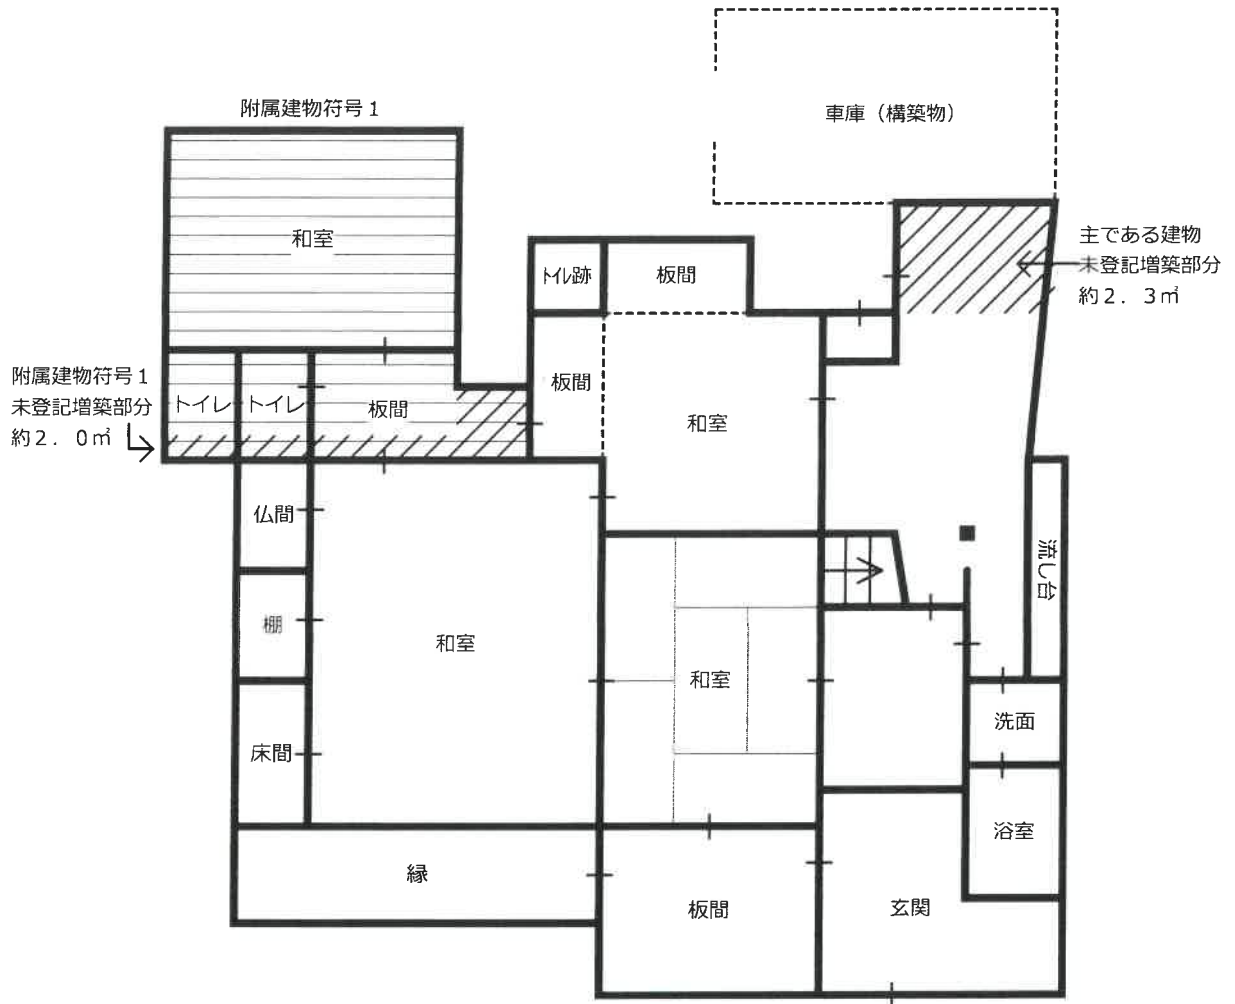 附属建物符号１
車庫（構築物）
和室
主である建物
未登記増築部分
約２．３㎡
トイレ跡
板間
附属建物符号１
未登記増築部分
約２．０㎡
トイレ
トイレ
板間
板間
和室
仏間
流し台
棚
和室
和室
洗面
床間
浴室
縁
板間
玄関